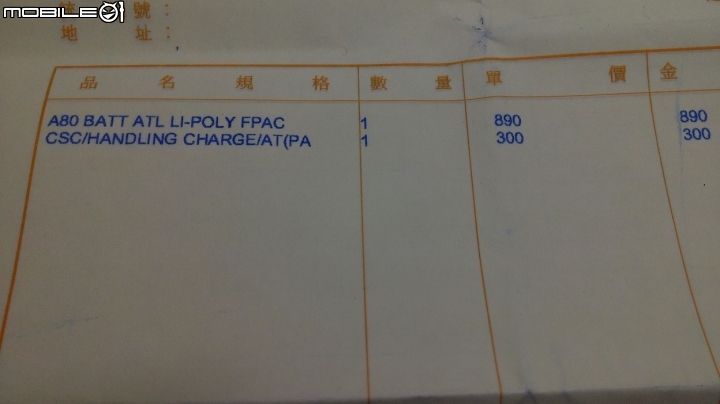 MOBILE01
號：
地 址：
品 名 規 格 數 量 單 價 金
A80 BATT ATL LI-POLY FPAC 1 890 890
CSC/HANDLING CHARGE/AT(PA 1 300 300